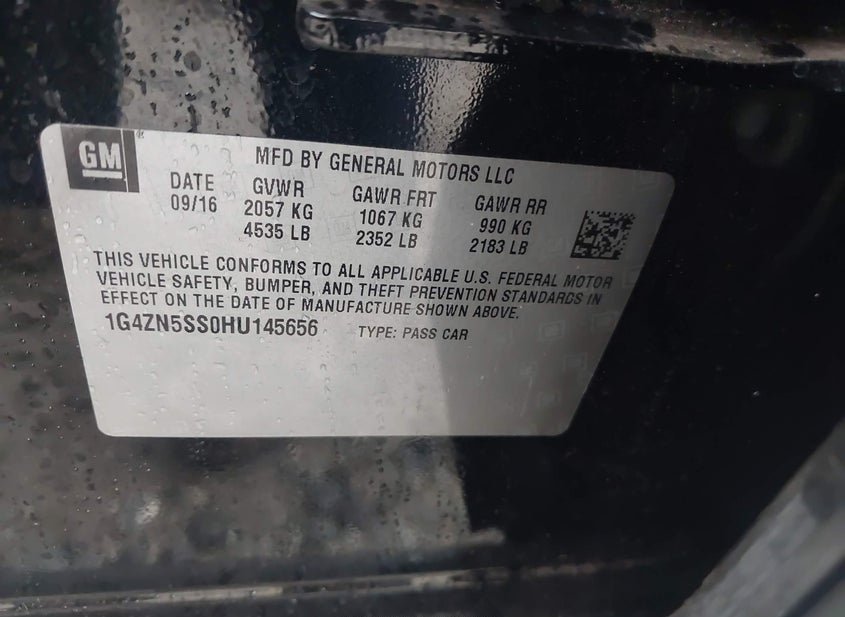 GM
MFD BY GENERAL MOTORS LLC
DATE GVWR GAWR FRT GAWR RR
09/16 2057 KG 1067 KG 990 KG
4535 LB 2352 LB 2183 LB
THIS VEHICLE CONFORMS TO ALL APPLICABLE U.S. FEDERAL MOTOR
VEHICLE SAFETY, BUMPER, AND THEFT PREVENTION STANDARDS IN
EFFECT ON THE DATE OF MANUFACTURE SHOWN ABOVE.
1G4ZN5SS0HU145656 TYPE: PASS CAR